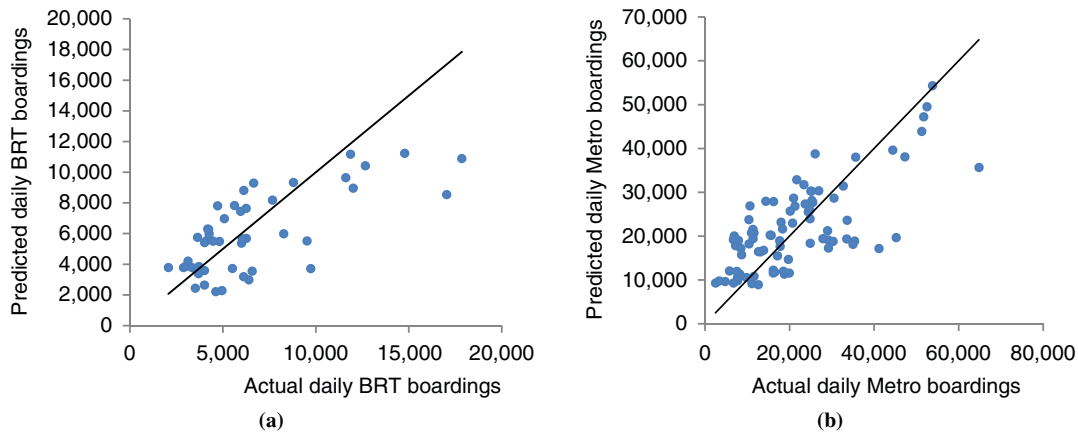 20,000
18,000
16,000
14,000
12,000
10,000
8,000
6,000
4,000
2,000
0
Predicted daily BRT boardings
0 5,000 10,000 15,000 20,000
Actual daily BRT boardings
(a)
70,000
60,000
50,000
40,000
30,000
20,000
10,000
0
Predicted daily Metro boardings
0 20,000 40,000 60,000 80,000
Actual daily Metro boardings
(b)